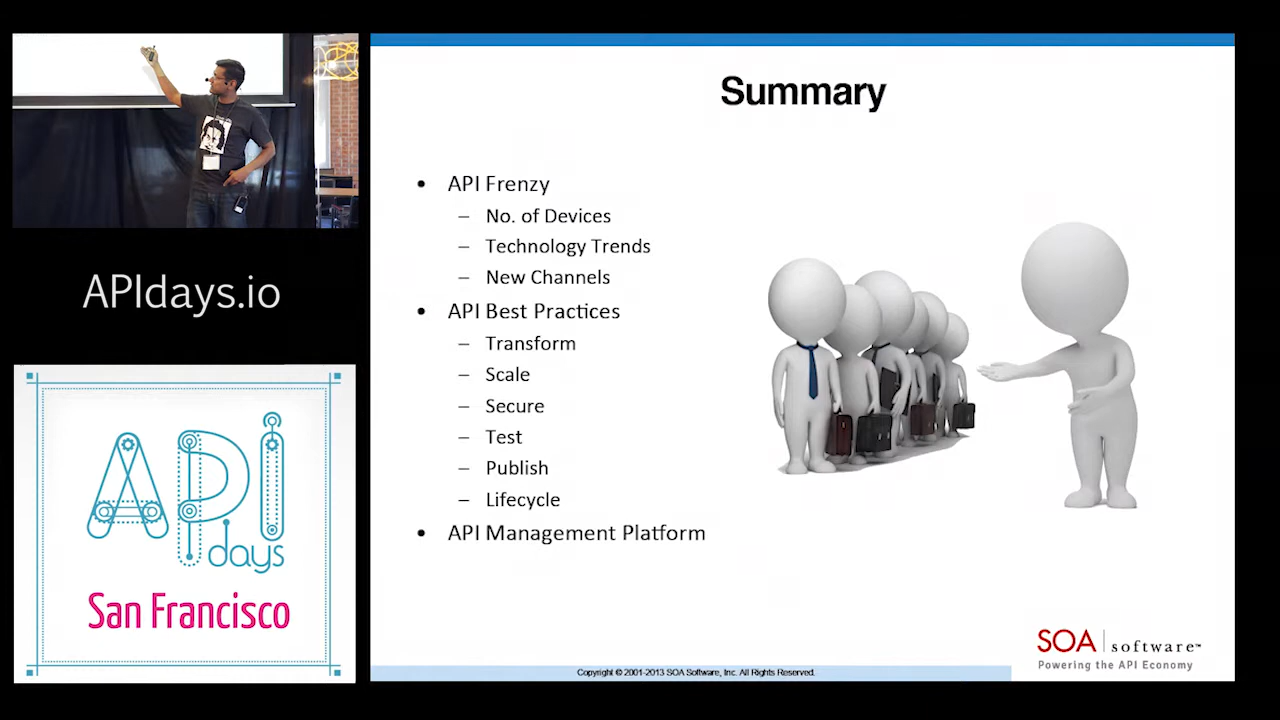 APIdays.io
API
days
San Francisco
Summary
• API Frenzy
– No. of Devices
– Technology Trends
– New Channels
• API Best Practices
– Transform
– Scale
– Secure
– Test
– Publish
– Lifecycle
• API Management Platform
SOA software™
Powering the API Economy
Copyright © 2001-2013 SOA Software, Inc. All Rights Reserved.